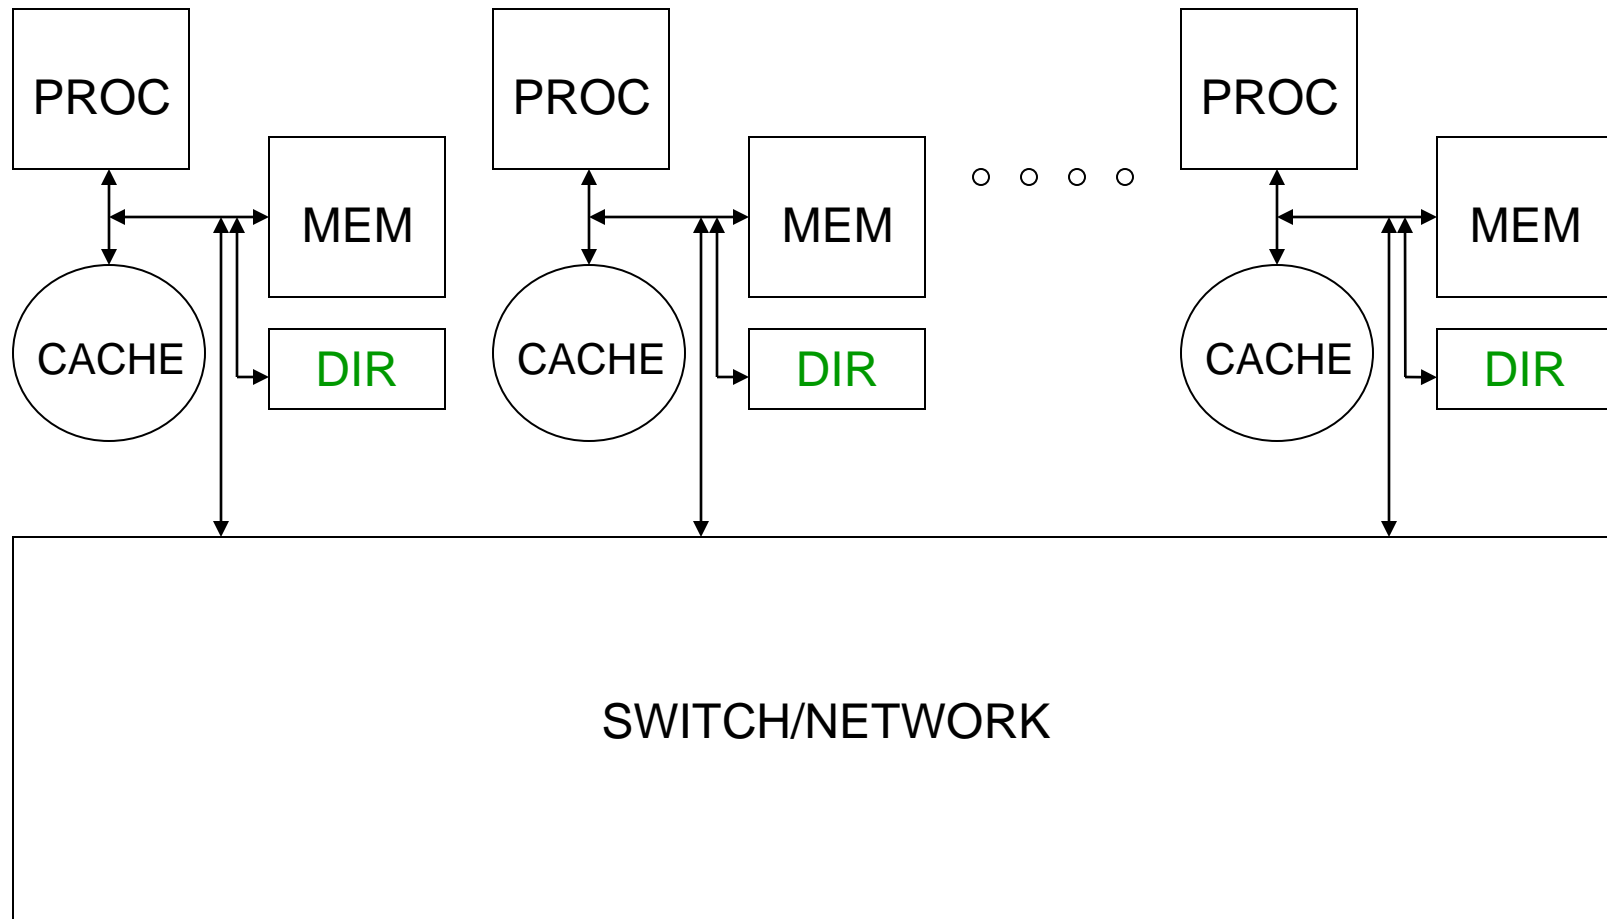 PROC
MEM
CACHE
DIR
PROC
MEM
CACHE
DIR
PROC
MEM
CACHE
DIR
SWITCH/NETWORK